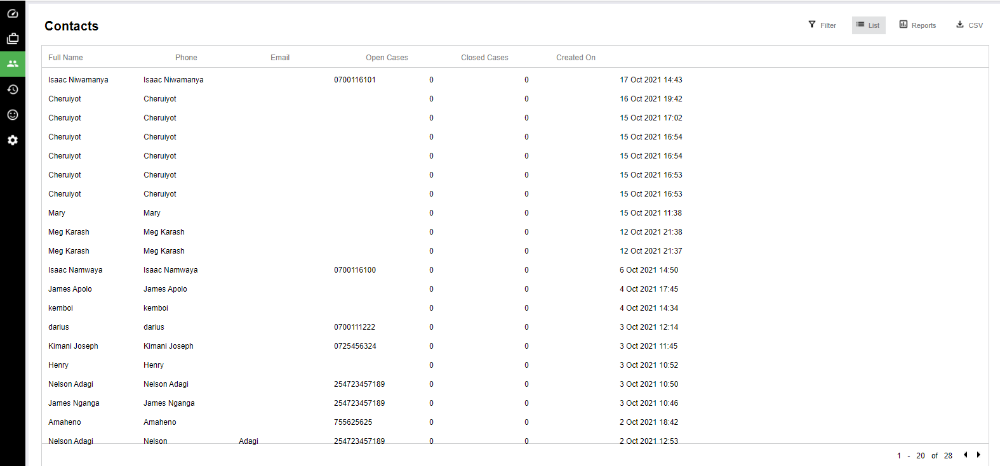 Contacts
Filter List Reports CSV
Full Name Phone Email Open Cases Closed Cases Created On
Isaac Niwamanya Isaac Niwamanya 0700116101 0 0 17 Oct 2021 14:43
Cheruiyot Cheruiyot 0 0 16 Oct 2021 19:42
Cheruiyot Cheruiyot 0 0 15 Oct 2021 17:02
Cheruiyot Cheruiyot 0 0 15 Oct 2021 16:54
Cheruiyot Cheruiyot 0 0 15 Oct 2021 16:54
Cheruiyot Cheruiyot 0 0 15 Oct 2021 16:53
Cheruiyot Cheruiyot 0 0 15 Oct 2021 16:53
Mary Mary 0 0 15 Oct 2021 11:38
Meg Karash Meg Karash 0 0 12 Oct 2021 21:38
Meg Karash Meg Karash 0 0 12 Oct 2021 21:37
Isaac Namwaya Isaac Namwaya 0700116100 0 0 6 Oct 2021 14:50
James Apolo James Apolo 0 0 4 Oct 2021 17:45
kemboi kemboi 0 0 4 Oct 2021 14:34
darius darius 0700111222 0 0 3 Oct 2021 12:14
Kimani Joseph Kimani Joseph 0725456324 0 0 3 Oct 2021 11:45
Henry Henry 0 0 3 Oct 2021 10:52
Nelson Adagi Nelson Adagi 254723457189 0 0 3 Oct 2021 10:50
James Nganga James Nganga 254723457189 0 0 3 Oct 2021 10:46
Amaheno Amaheno 755625625 0 0 2 Oct 2021 18:42
Nelson Adagi Nelson Adagi 254723457189 0 0 2 Oct 2021 12:53
1 - 20 of 28